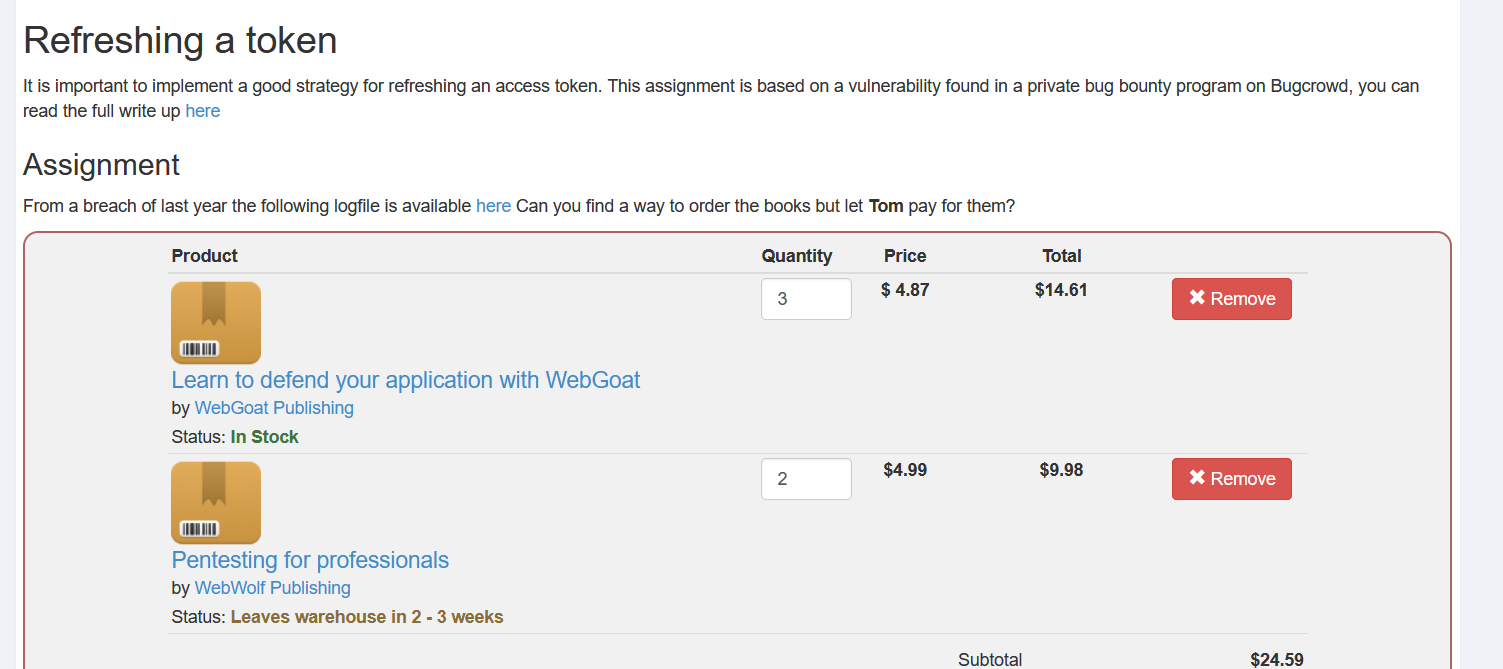 Refreshing a token
It is important to implement a good strategy for refreshing an access token. This assignment is based on a vulnerability found in a private bug bounty program on Bugcrowd, you can
read the full write up here
Assignment
From a breach of last year the following logfile is available here Can you find a way to order the books but let Tom pay for them?
Product Quantity Price Total
3 $ 4.87 $14.61 ✖ Remove
Learn to defend your application with WebGoat
by WebGoat Publishing
Status: In Stock
2 $4.99 $9.98 ✖ Remove
Pentesting for professionals
by WebWolf Publishing
Status: Leaves warehouse in 2 - 3 weeks
Subtotal $24.59